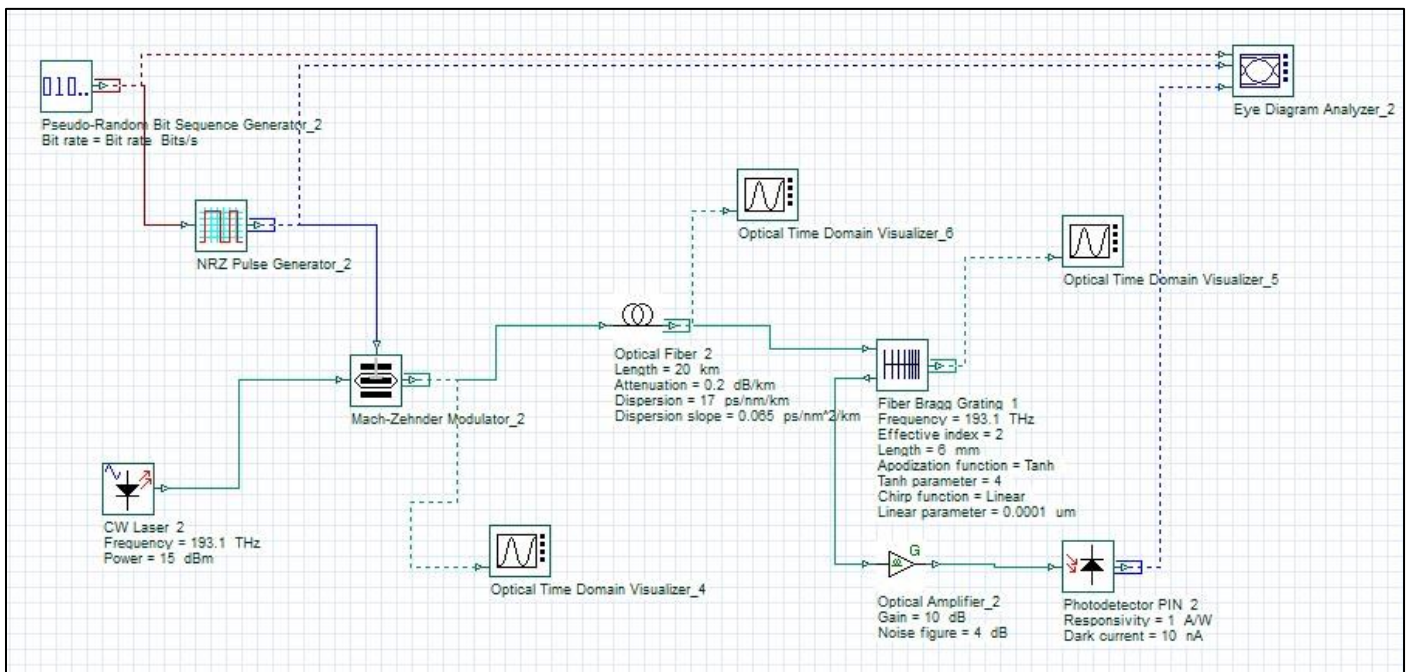 010..
Pseudo-Random Bit Sequence Generator_2
Bit rate = Bit rate Bits/s
Eye Diagram Analyzer_2
NRZ Pulse Generator_2
Optical Time Domain Visualizer_6
Optical Time Domain Visualizer_5
Mach-Zehnder Modulator_2
Optical Fiber_2
Length = 20 km
Attenuation = 0.2 dB/km
Dispersion = 17 ps/nm/km
Dispersion slope = 0.065 ps/nm^2/km
Fiber Bragg Grating_1
Frequency = 193.1 THz
Effective index = 2
Length = 6 mm
Apodization function = Tanh
Tanh parameter = 4
Chirp function = Linear
Linear parameter = 0.0001 um
CW Laser_2
Frequency = 193.1 THz
Power = 15 dBm
Optical Time Domain Visualizer_4
G
Optical Amplifier_2
Gain = 10 dB
Noise figure = 4 dB
Photodetector PIN_2
Responsivity = 1 A/W
Dark current = 10 nA